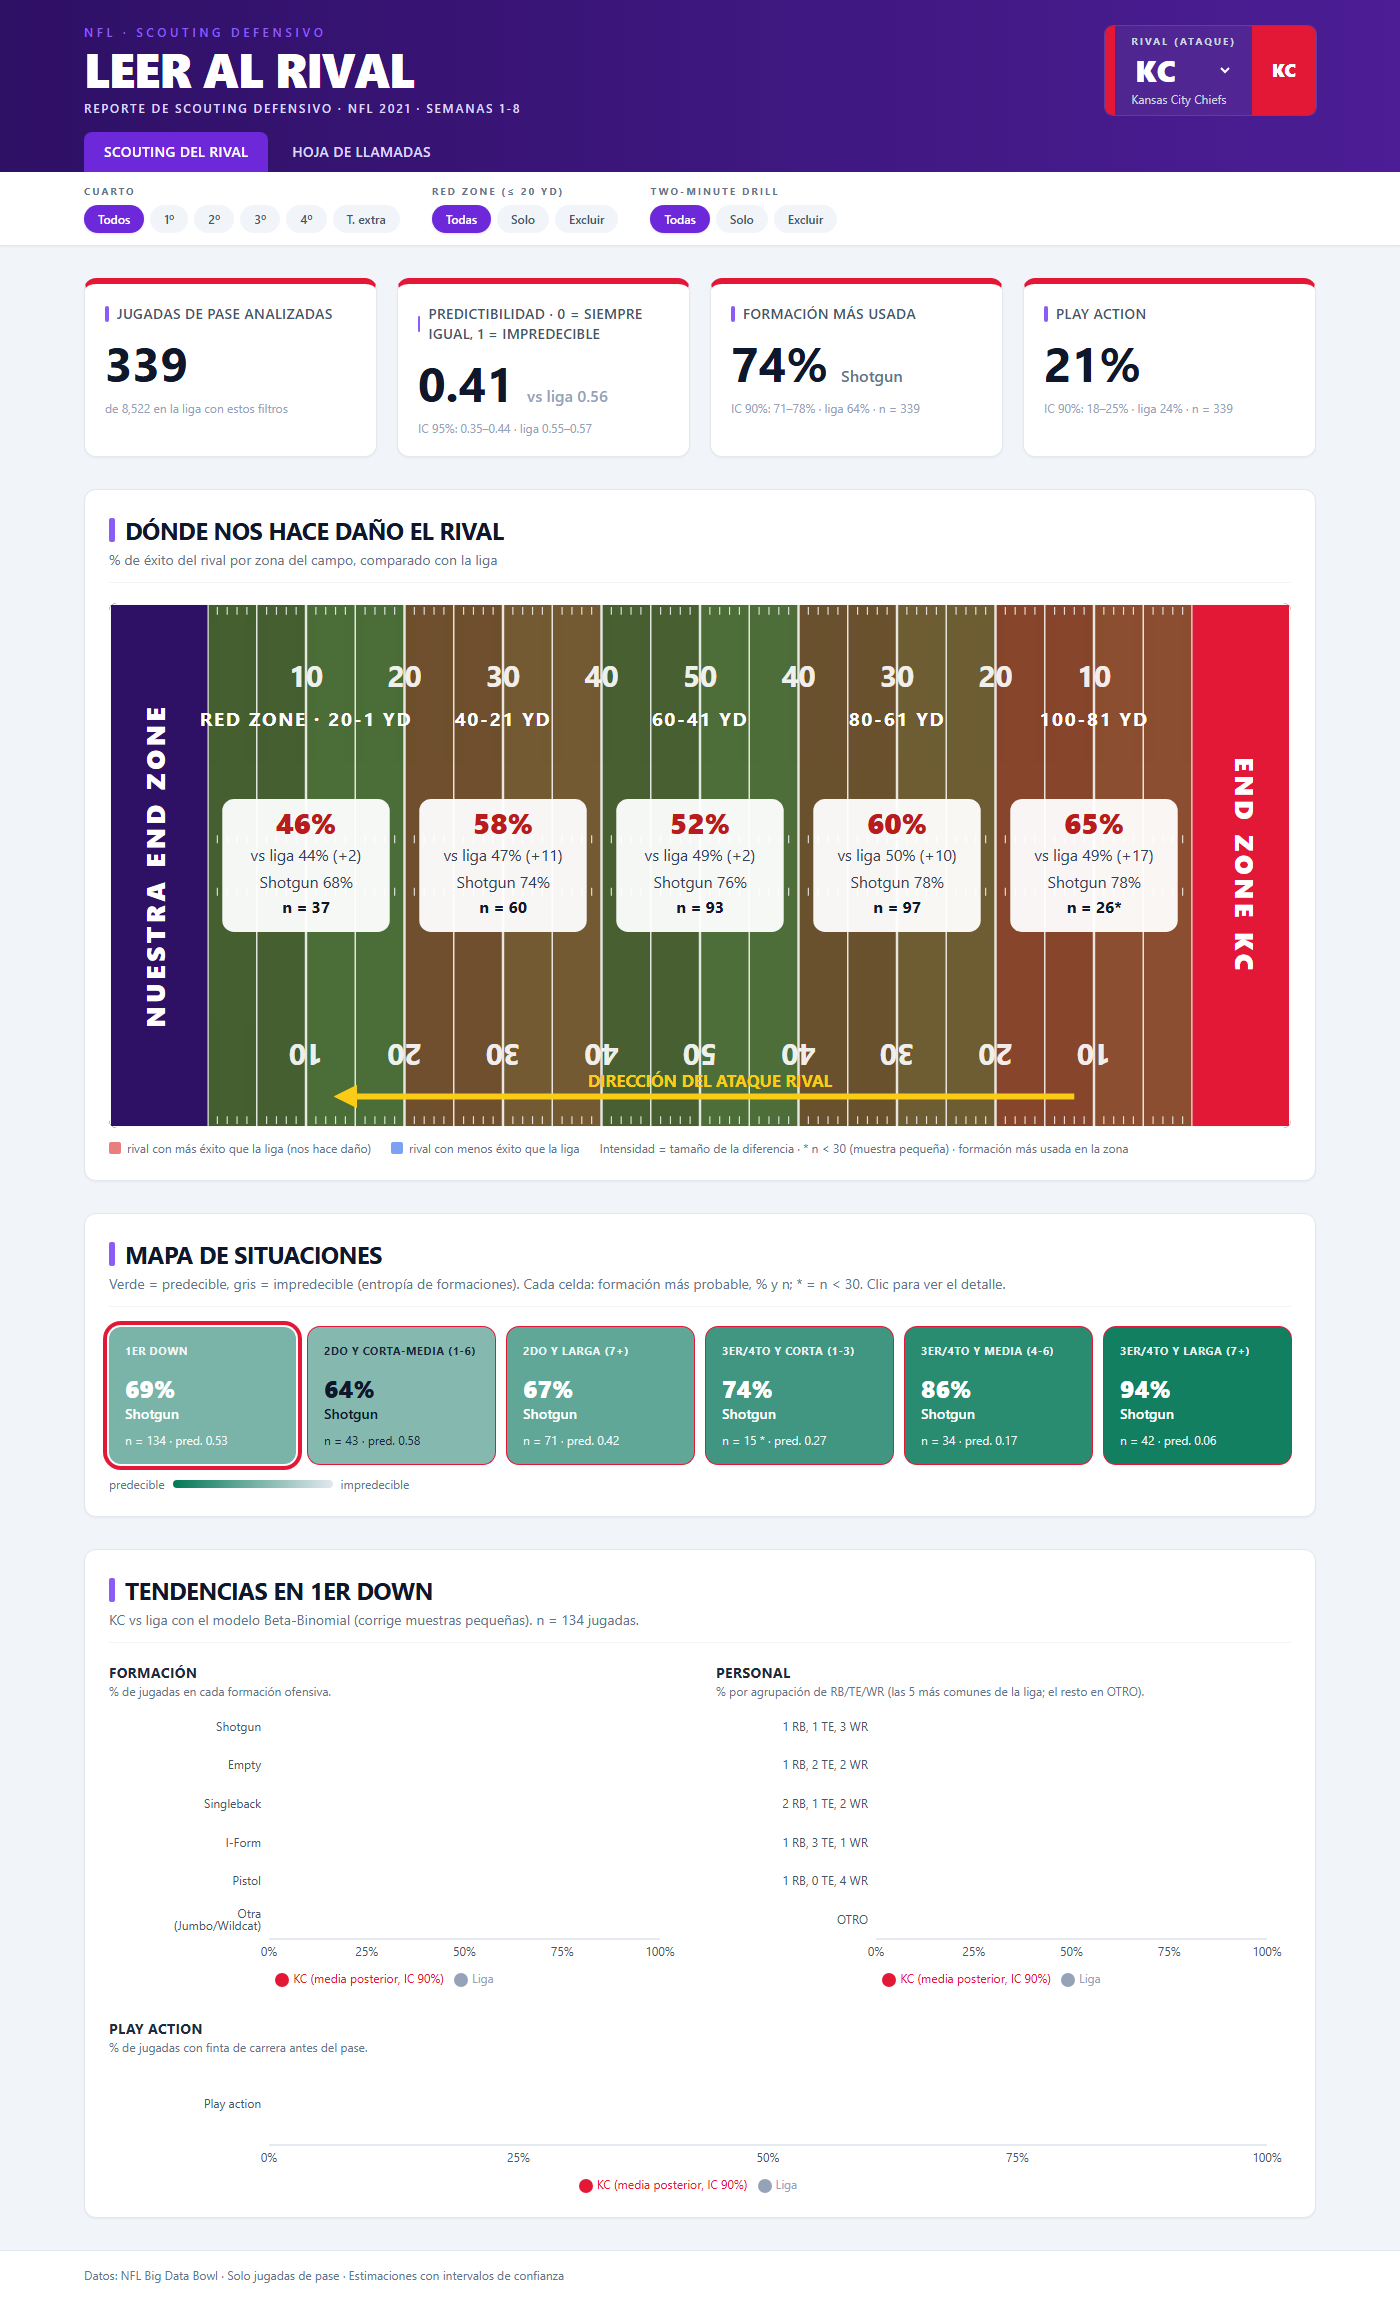 NFL · SCOUTING DEFENSIVO
LEER AL RIVAL
REPORTE DE SCOUTING DEFENSIVO · NFL 2021 · SEMANAS 1-8
RIVAL (ATAQUE)
KC
Kansas City Chiefs
KC
SCOUTING DEL RIVAL
HOJA DE LLAMADAS
CUARTO
Todos 1º 2º 3º 4º T. extra
RED ZONE (≤ 20 YD)
Todas Solo Excluir
TWO-MINUTE DRILL
Todas Solo Excluir
JUGADAS DE PASE ANALIZADAS
339
de 8,522 en la liga con estos filtros
PREDICTIBILIDAD · 0 = SIEMPRE
IGUAL, 1 = IMPREDECIBLE
0.41 vs liga 0.56
IC 95%: 0.35–0.44 · liga 0.55–0.57
FORMACIÓN MÁS USADA
74% Shotgun
IC 90%: 71–78% · liga 64% · n = 339
PLAY ACTION
21%
IC 90%: 18–25% · liga 24% · n = 339
DÓNDE NOS HACE DAÑO EL RIVAL
% de éxito del rival por zona del campo, comparado con la liga
NUESTRA END ZONE
10 20 30 40 50 40 30 20 10
RED ZONE · 20-1 YD
40-21 YD
60-41 YD
80-61 YD
100-81 YD
46%
vs liga 44% (+2)
Shotgun 68%
n = 37
58%
vs liga 47% (+11)
Shotgun 74%
n = 60
52%
vs liga 49% (+2)
Shotgun 76%
n = 93
60%
vs liga 50% (+10)
Shotgun 78%
n = 97
65%
vs liga 49% (+17)
Shotgun 78%
n = 26*
END ZONE KC
10 20 30 40 50 40 30 20 10
DIRECCIÓN DEL ATAQUE RIVAL
rival con más éxito que la liga (nos hace daño)
rival con menos éxito que la liga
Intensidad = tamaño de la diferencia · * n < 30 (muestra pequeña) · formación más usada en la zona
MAPA DE SITUACIONES
Verde = predecible, gris = impredecible (entropía de formaciones). Cada celda: formación más probable, % y n; * = n < 30. Clic para ver el detalle.
1ER DOWN
69%
Shotgun
n = 134 · pred. 0.53
2DO Y CORTA-MEDIA (1-6)
64%
Shotgun
n = 43 · pred. 0.58
2DO Y LARGA (7+)
67%
Shotgun
n = 71 · pred. 0.42
3ER/4TO Y CORTA (1-3)
74%
Shotgun
n = 15 * · pred. 0.27
3ER/4TO Y MEDIA (4-6)
86%
Shotgun
n = 34 · pred. 0.17
3ER/4TO Y LARGA (7+)
94%
Shotgun
n = 42 · pred. 0.06
predecible
impredecible
TENDENCIAS EN 1ER DOWN
KC vs liga con el modelo Beta-Binomial (corrige muestras pequeñas). n = 134 jugadas.
FORMACIÓN
% de jugadas en cada formación ofensiva.
Shotgun
Empty
Singleback
I-Form
Pistol
Otra
(Jumbo/Wildcat)
0% 25% 50% 75% 100%
KC (media posterior, IC 90%) Liga
PERSONAL
% por agrupación de RB/TE/WR (las 5 más comunes de la liga; el resto en OTRO).
1 RB, 1 TE, 3 WR
1 RB, 2 TE, 2 WR
2 RB, 1 TE, 2 WR
1 RB, 3 TE, 1 WR
1 RB, 0 TE, 4 WR
OTRO
0% 25% 50% 75% 100%
KC (media posterior, IC 90%) Liga
PLAY ACTION
% de jugadas con finta de carrera antes del pase.
Play action
0% 25% 50% 75% 100%
KC (media posterior, IC 90%) Liga
Datos: NFL Big Data Bowl · Solo jugadas de pase · Estimaciones con intervalos de confianza